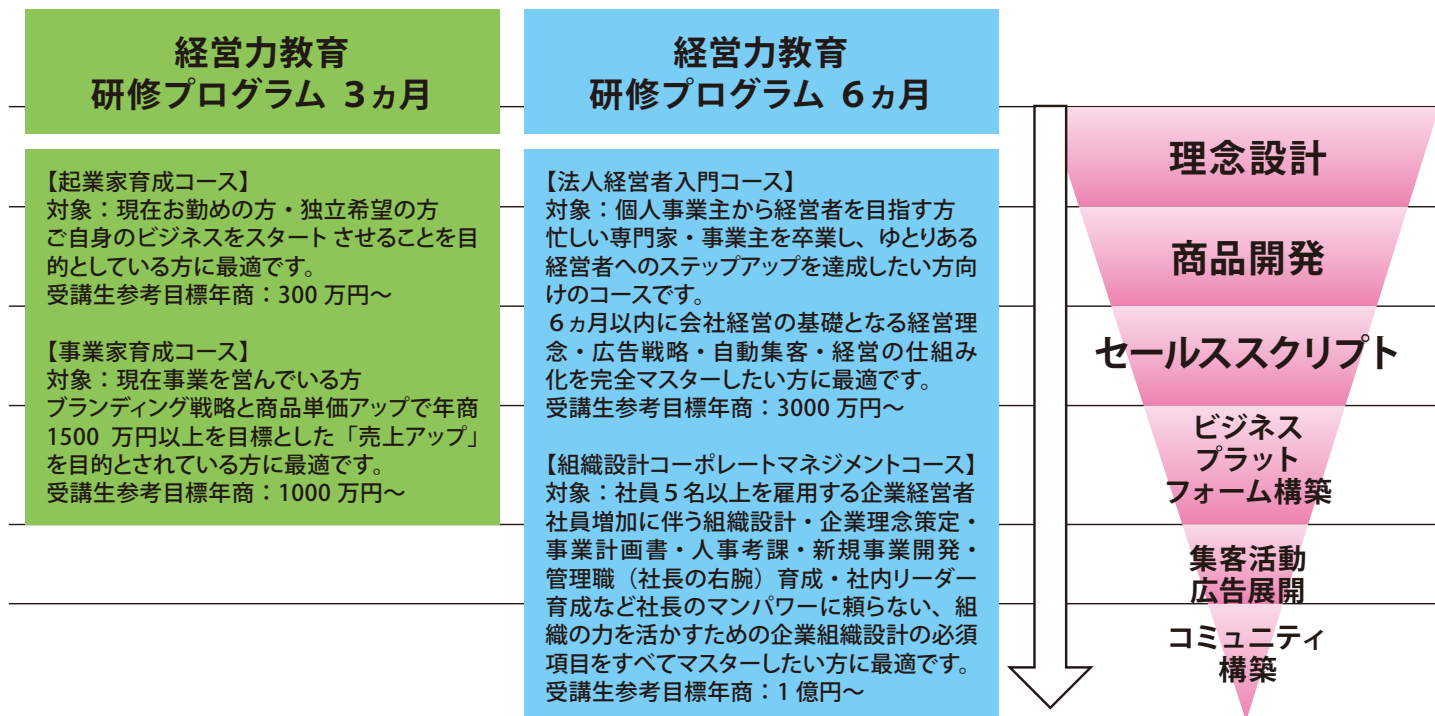 経営力教育
研修プログラム 3ヵ月
【起業家育成コース】
対象：現在お勤めの方・独立希望の方
ご自身のビジネスをスタート させることを目
的としている方に最適です。
受講生参考目標年商：300 万円～
【事業家育成コース】
対象：現在事業を営んでいる方
ブランディング戦略と商品単価アップで年商
1500 万円以上を目標とした「売上アップ」
を目的とされている方に最適です。
受講生参考目標年商：1000 万円～
経営力教育
研修プログラム 6ヵ月
【法人経営者入門コース】
対象：個人事業主から経営者を目指す方
忙しい専門家・事業主を卒業し、ゆとりある
経営者へのステップアップを達成したい方向
けのコースです。
６ヵ月以内に会社経営の基礎となる経営理
念・広告戦略・自動集客・経営の仕組み
化を完全マスターしたい方に最適です。
受講生参考目標年商：3000 万円～
【組織設計コーポレートマネジメントコース】
対象：社員５名以上を雇用する企業経営者
社員増加に伴う組織設計・企業理念策定・
事業計画書・人事考課・新規事業開発・
管理職（社長の右腕）育成・社内リーダー
育成など社長のマンパワーに頼らない、組
織の力を活かすための企業組織設計の必須
項目をすべてマスターしたい方に最適です。
受講生参考目標年商：１億円～
理念設計
商品開発
セールススクリプト
ビジネス
プラット
フォーム構築
集客活動
広告展開
コミュニティ
構築